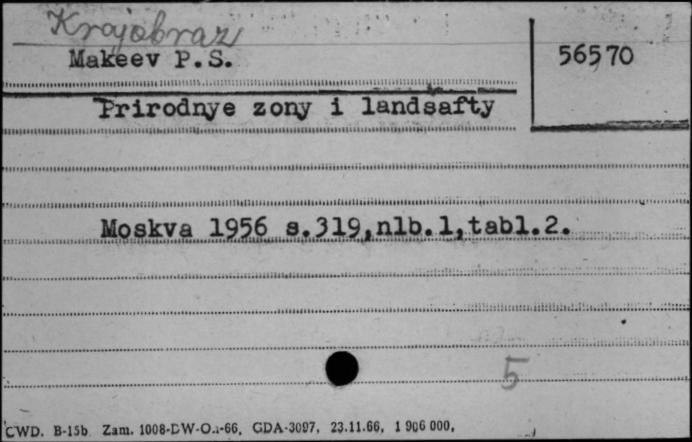 Krajobraz
Makeev P.S.
56570
Prirodnye zony i landsafty
Moskva 1956 s.319,nlb.1,tabl.2.
5
CWD. B-15b. Zam. 1008-DW-O.i-66, GDA-3097, 23.11.66, 1 906 000,